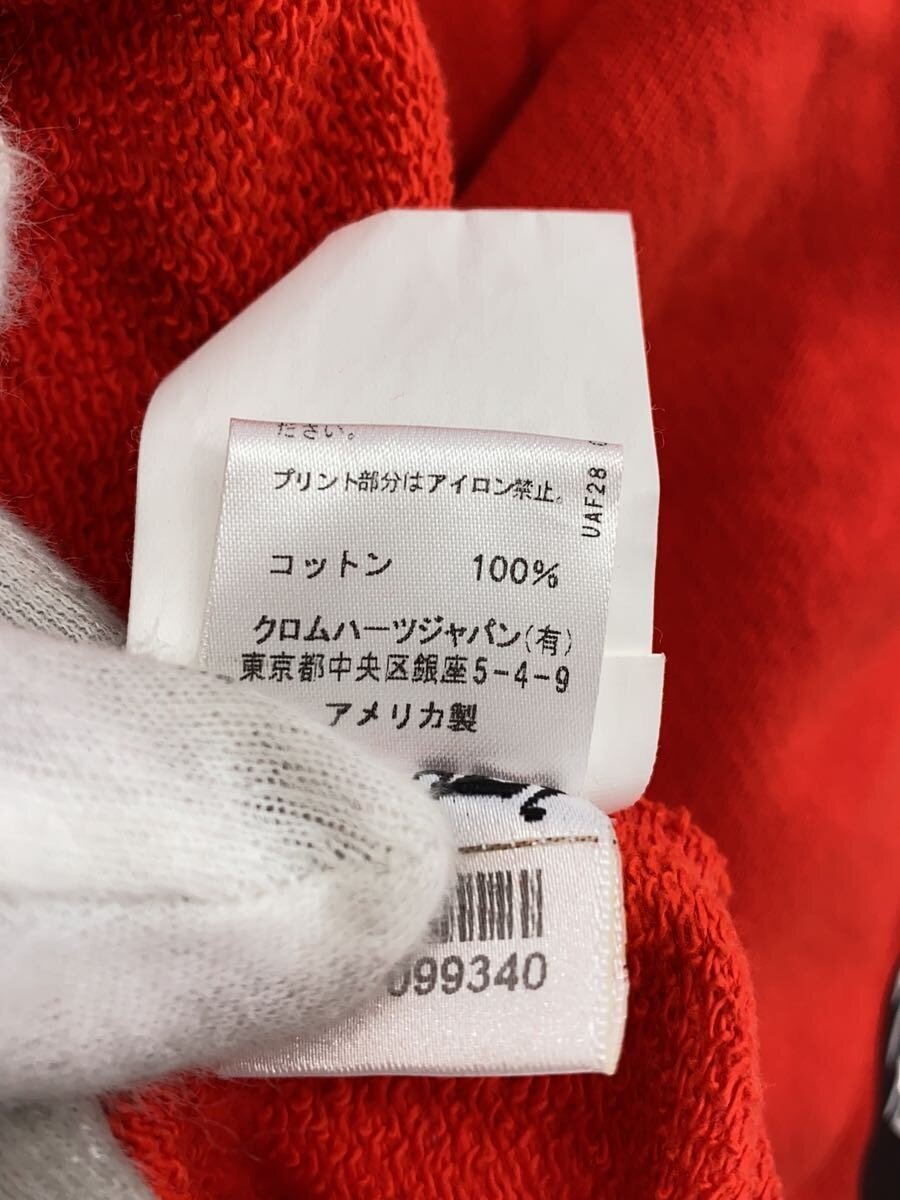 ださい。
プリント部分はアイロン禁止。
UAF28
コットン 100%
クロムハーツジャパン(有)
東京都中央区銀座5-4-9
アメリカ製
099340